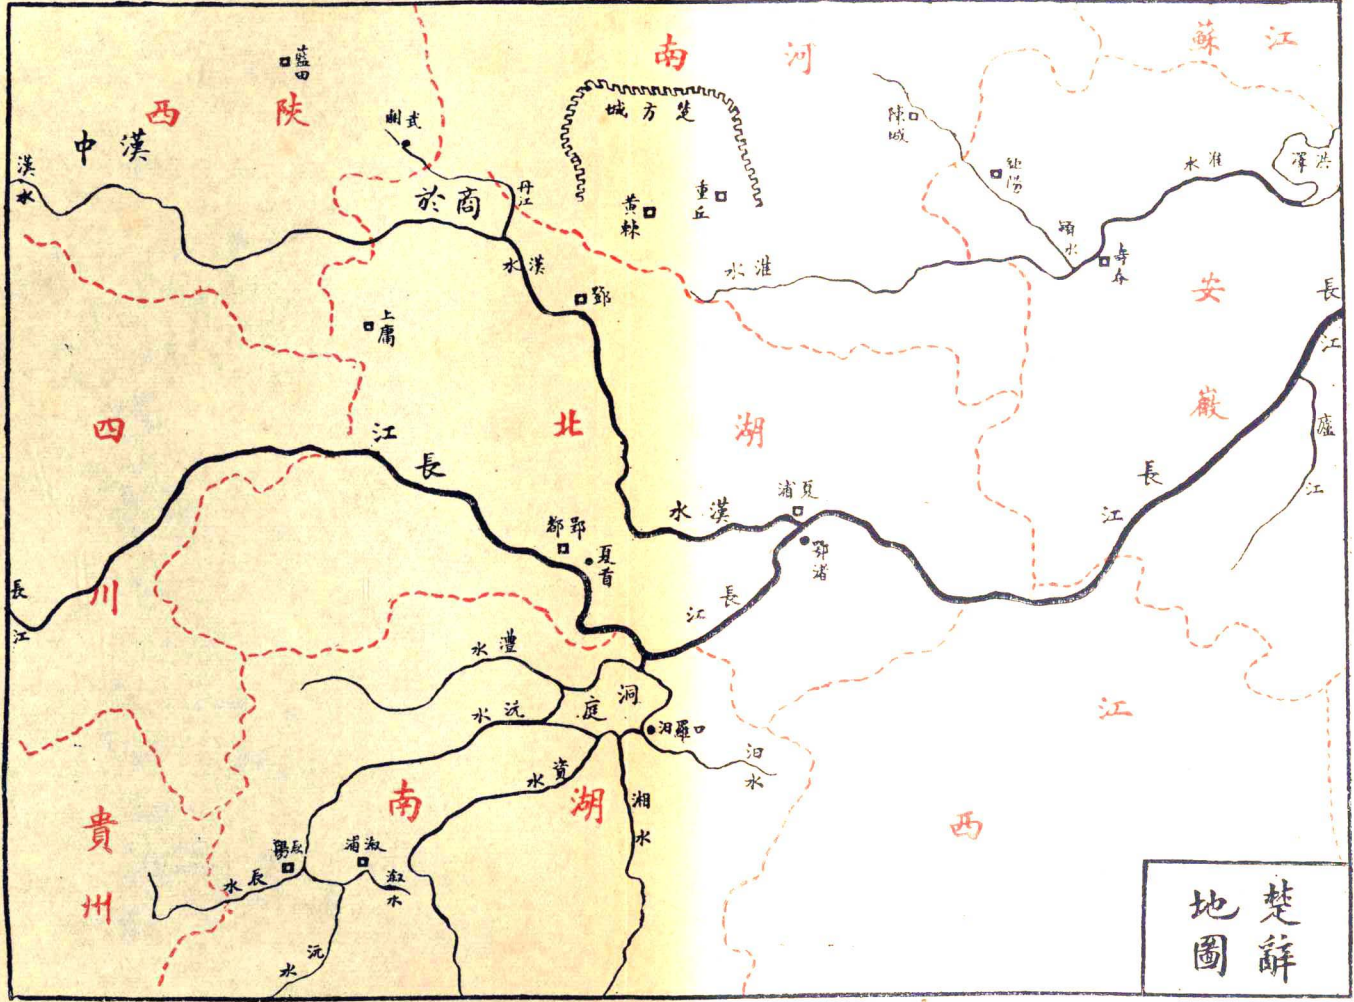 楚辭
地圖
江蘇
河南
陝西
安
徽
湖北
四川
江西
湖南
貴州
藍田
武關
漢中
漢水
商於
丹江
楚方城
黃棘
重丘
陳城
潁水
淮水
洪澤
壽春
淮水
漢水
鄧
上庸
長江
長江
廬江
長江
漢水
夏浦
鄂渚
郢都
夏首
長江
長江
澧水
洞庭
沅水
汨羅口
汨水
資水
湘水
辰陽
漵浦
漵水
辰水
沅水